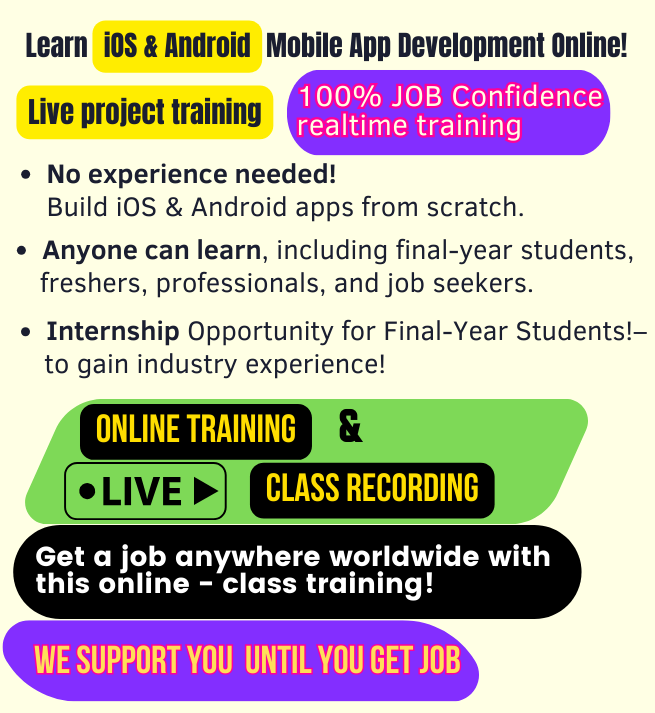 Learn iOS & Android Mobile App Development Online!
Live project training
100% JOB Confidence
realtime training
• No experience needed!
Build iOS & Android apps from scratch.
• Anyone can learn, including final-year students,
freshers, professionals, and job seekers.
• Internship Opportunity for Final-Year Students!–
to gain industry experience!
ONLINE TRAINING &
•LIVE▶ CLASS RECORDING
Get a job anywhere worldwide with
this online - class training!
WE SUPPORT YOU UNTIL YOU GET JOB